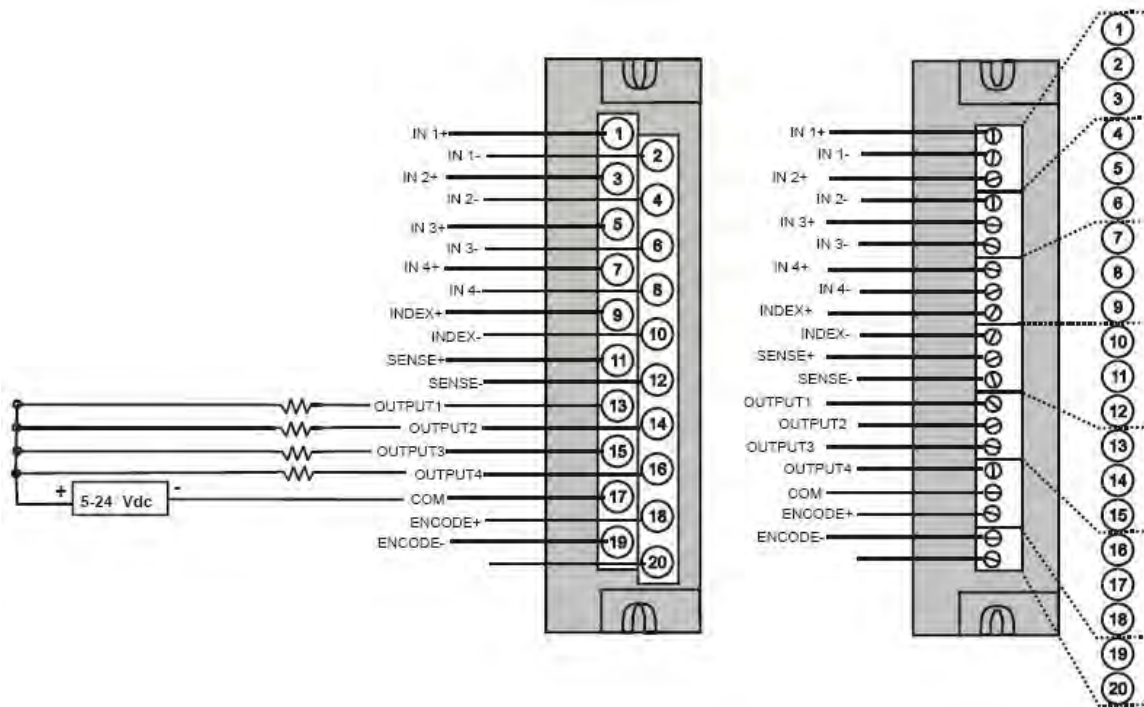 IN 1+
IN 1-
IN 2+
IN 2-
IN 3+
IN 3-
IN 4+
IN 4-
INDEX+
INDEX-
SENSE+
SENSE-
OUTPUT1
OUTPUT2
OUTPUT3
OUTPUT4
COM
ENCODE+
ENCODE-
+ 5-24 Vdc -
1
2
3
4
5
6
7
8
9
10
11
12
13
14
15
16
17
18
19
20
IN 1+
IN 1-
IN 2+
IN 2-
IN 3+
IN 3-
IN 4+
IN 4-
INDEX+
INDEX-
SENSE+
SENSE-
OUTPUT1
OUTPUT2
OUTPUT3
OUTPUT4
COM
ENCODE+
ENCODE-
1
2
3
4
5
6
7
8
9
10
11
12
13
14
15
16
17
18
19
20